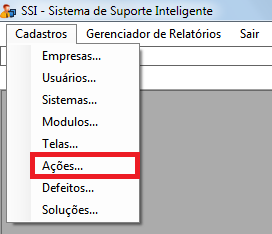 SSI - Sistema de Suporte Inteligente
Cadastros Gerenciador de Relatórios Sair
Empresas...
Usuários...
Sistemas...
Modulos...
Telas...
Ações...
Defeitos...
Soluções...